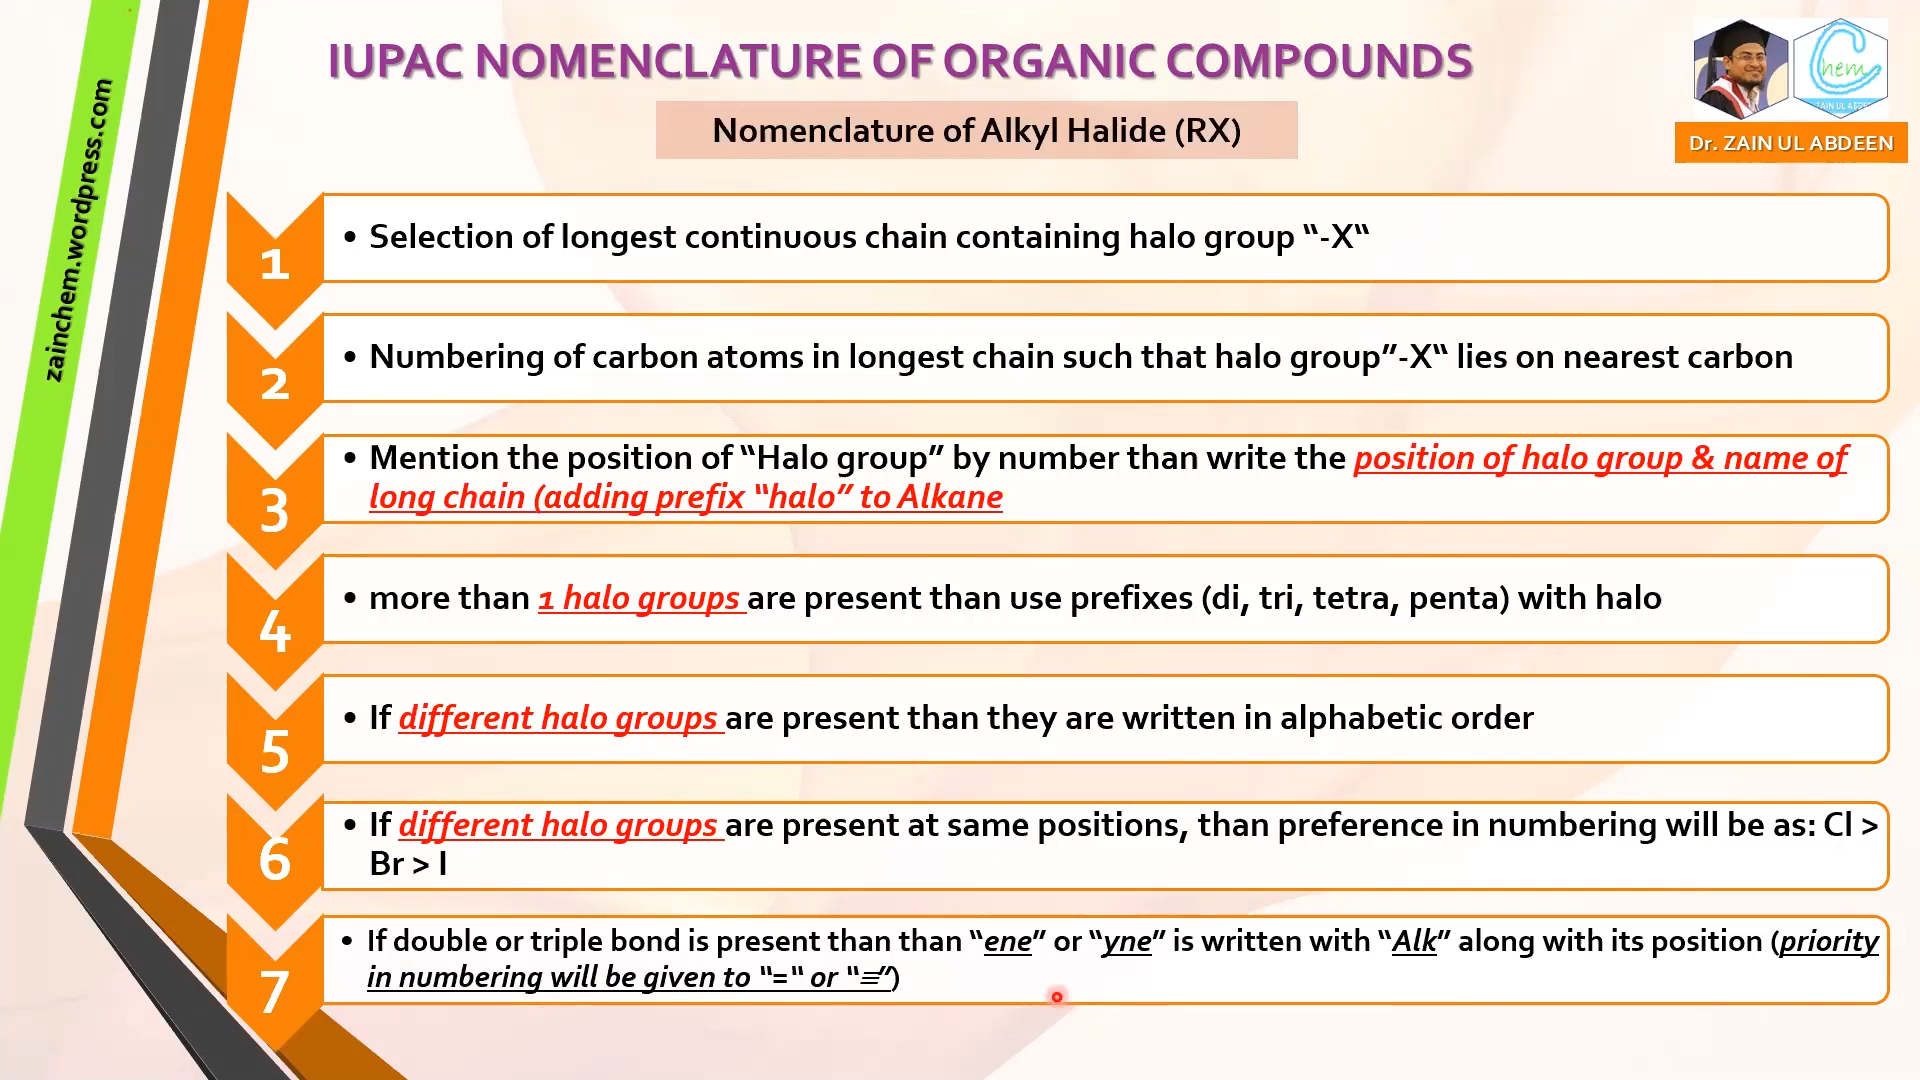 IUPAC NOMENCLATURE OF ORGANIC COMPOUNDS
Nomenclature of Alkyl Halide (RX)
hem
ZAIN UL ABDEEN
Dr. ZAIN UL ABDEEN
zainchem.wordpress.com
1
• Selection of longest continuous chain containing halo group “-X“
2
• Numbering of carbon atoms in longest chain such that halo group”-X“ lies on nearest carbon
3
• Mention the position of “Halo group” by number than write the position of halo group & name of
long chain (adding prefix “halo” to Alkane
4
• more than 1 halo groups are present than use prefixes (di, tri, tetra, penta) with halo
5
• If different halo groups are present than they are written in alphabetic order
6
• If different halo groups are present at same positions, than preference in numbering will be as: Cl >
Br > I
7
• If double or triple bond is present than than “ene” or “yne” is written with “Alk” along with its position (priority
in numbering will be given to “=“ or “≡”)